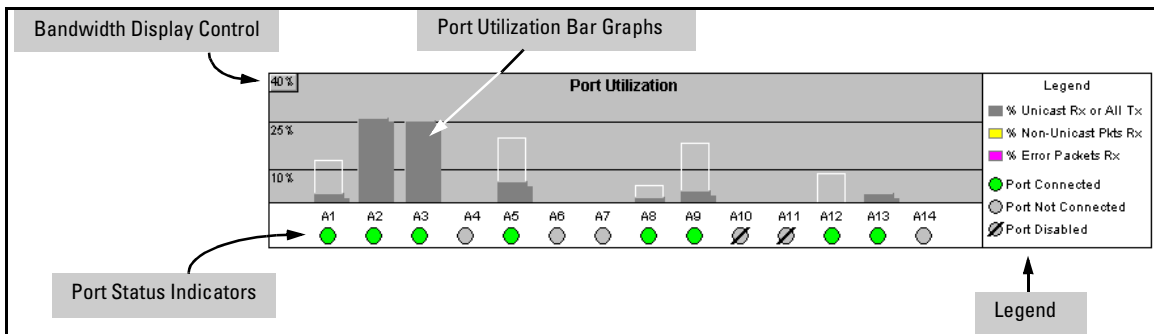 Bandwidth Display Control
Port Utilization Bar Graphs
40 %
Port Utilization
25 %
10 %
A1 A2 A3 A4 A5 A6 A7 A8 A9 A10 A11 A12 A13 A14
Legend
% Unicast Rx or All Tx
% Non-Unicast Pkts Rx
% Error Packets Rx
Port Connected
Port Not Connected
Port Disabled
Port Status Indicators
Legend